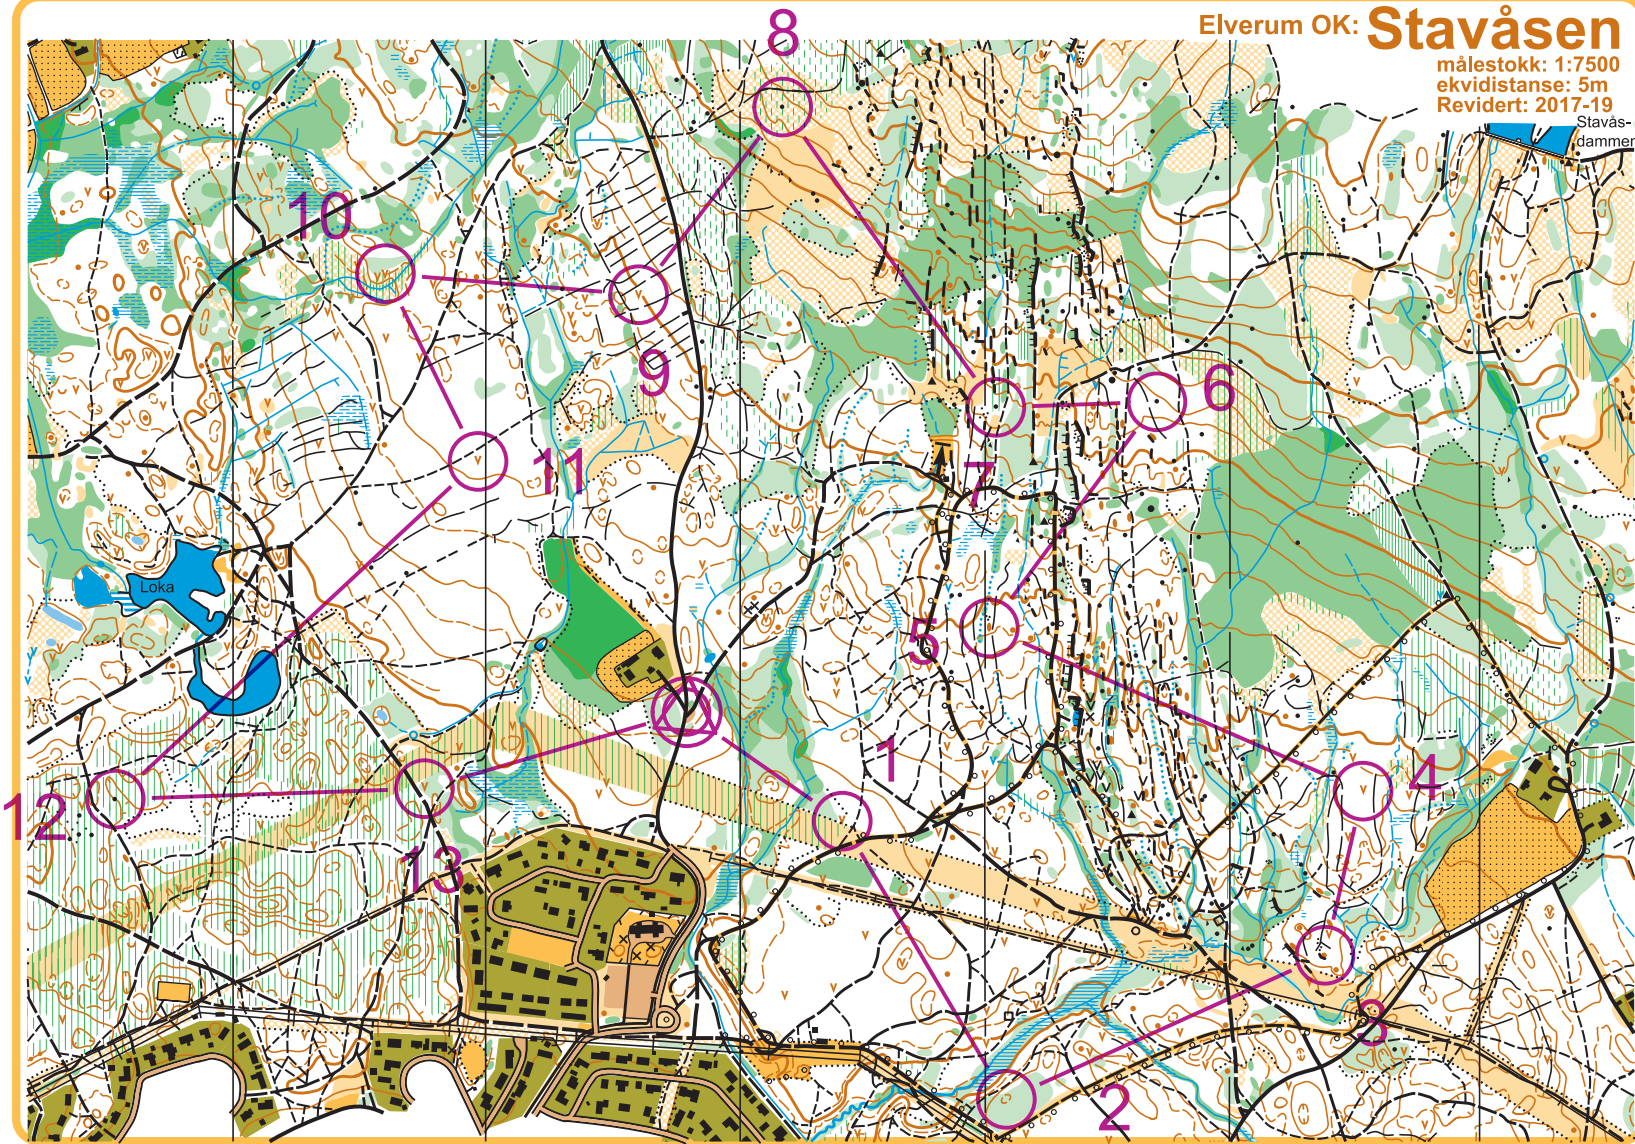 Elverum OK: Stavåsen
målestokk: 1:7500
ekvidistanse: 5m
Revidert: 2017-19
Stavås-
dammen
8
10
9
6
11
7
Loka
5
1
4
12
13
3
2